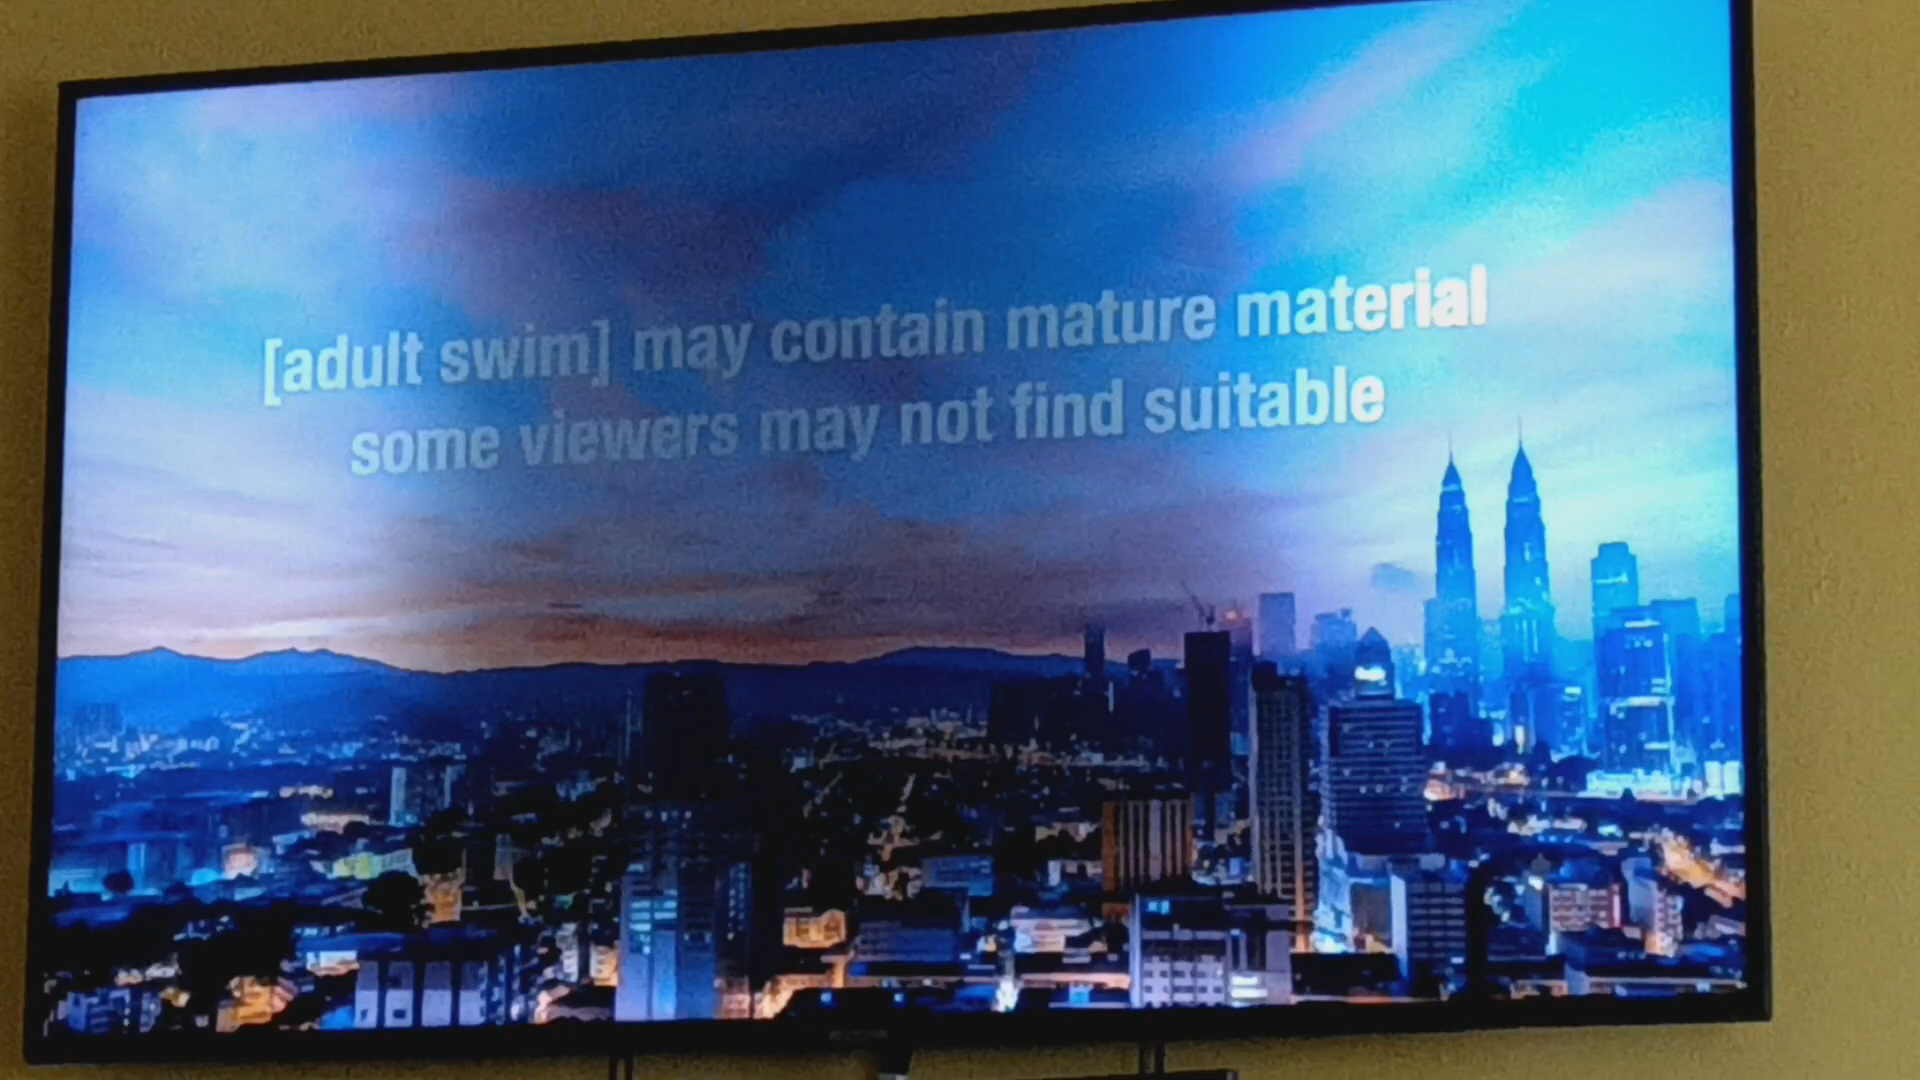 [adult swim] may contain mature material
some viewers may not find suitable